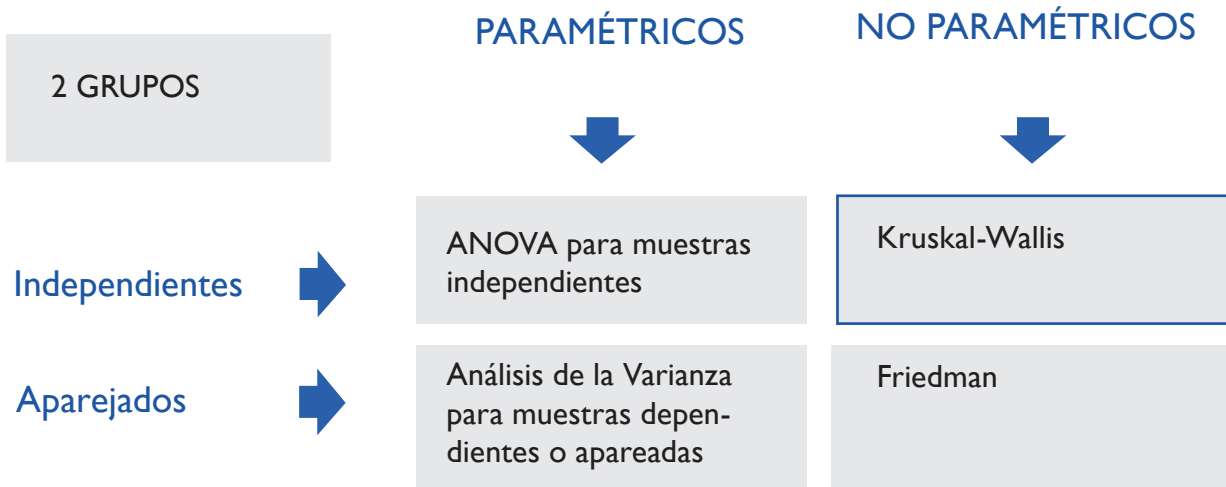 PARAMÉTRICOS
NO PARAMÉTRICOS
2 GRUPOS
Independientes
ANOVA para muestras
independientes
Kruskal-Wallis
Aparejados
Análisis de la Varianza
para muestras depen-
dientes o apareadas
Friedman